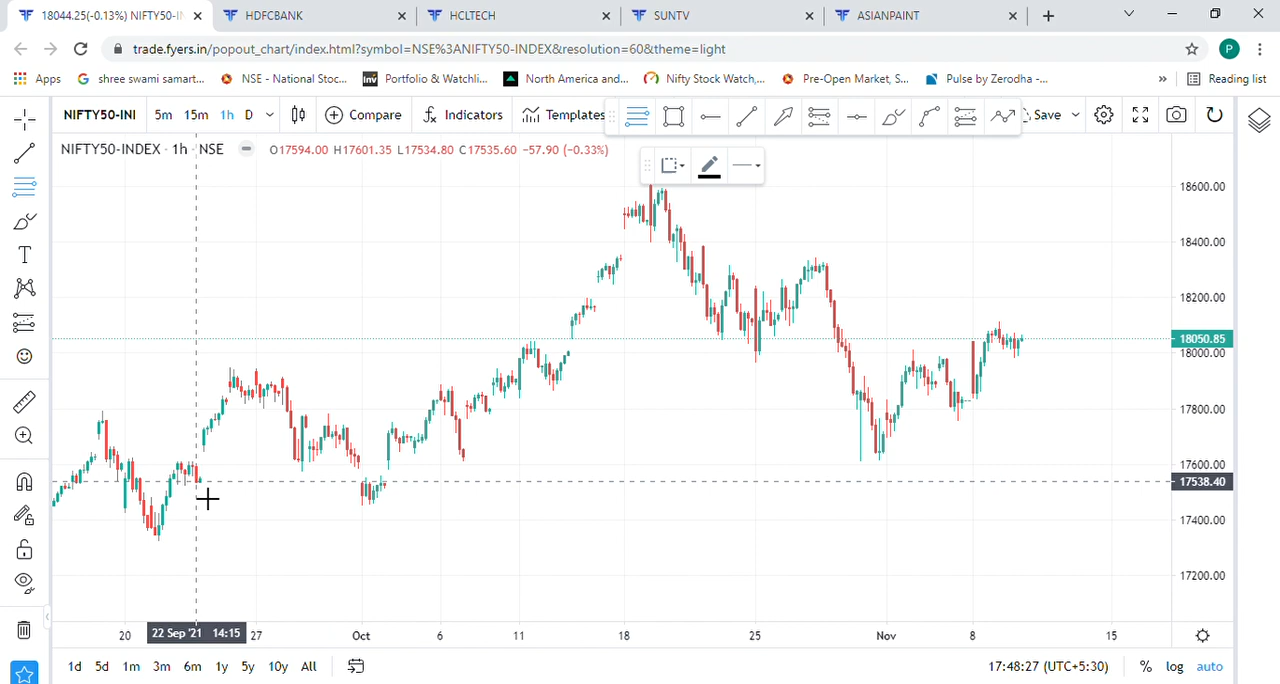 18044.25(-0.13%) NIFTY50-IN
HDFCBANK
HCLTECH
SUNTV
ASIANPAINT
trade.fyers.in/popout_chart/index.html?symbol=NSE%3ANIFTY50-INDEX&resolution=60&theme=light
P
Apps
shree swami samart...
NSE - National Stoc...
Inv
Portfolio & Watchli...
North America and...
Nifty Stock Watch,...
Pre-Open Market, S...
Pulse by Zerodha -...
»
Reading list
NIFTY50-INI
5m 15m 1h D
Compare
Indicators
Templates
Save
NIFTY50-INDEX · 1h · NSE
O17594.00 H17601.35 L17534.80 C17535.60 −57.90 (−0.33%)
18600.00
18400.00
18200.00
18050.85
18000.00
17800.00
17600.00
17538.40
17400.00
17200.00
20
22 Sep '21 14:15
27
Oct
6
11
18
25
Nov
8
15
1d 5d 1m 3m 6m 1y 5y 10y All
17:48:27 (UTC+5:30)
% log auto